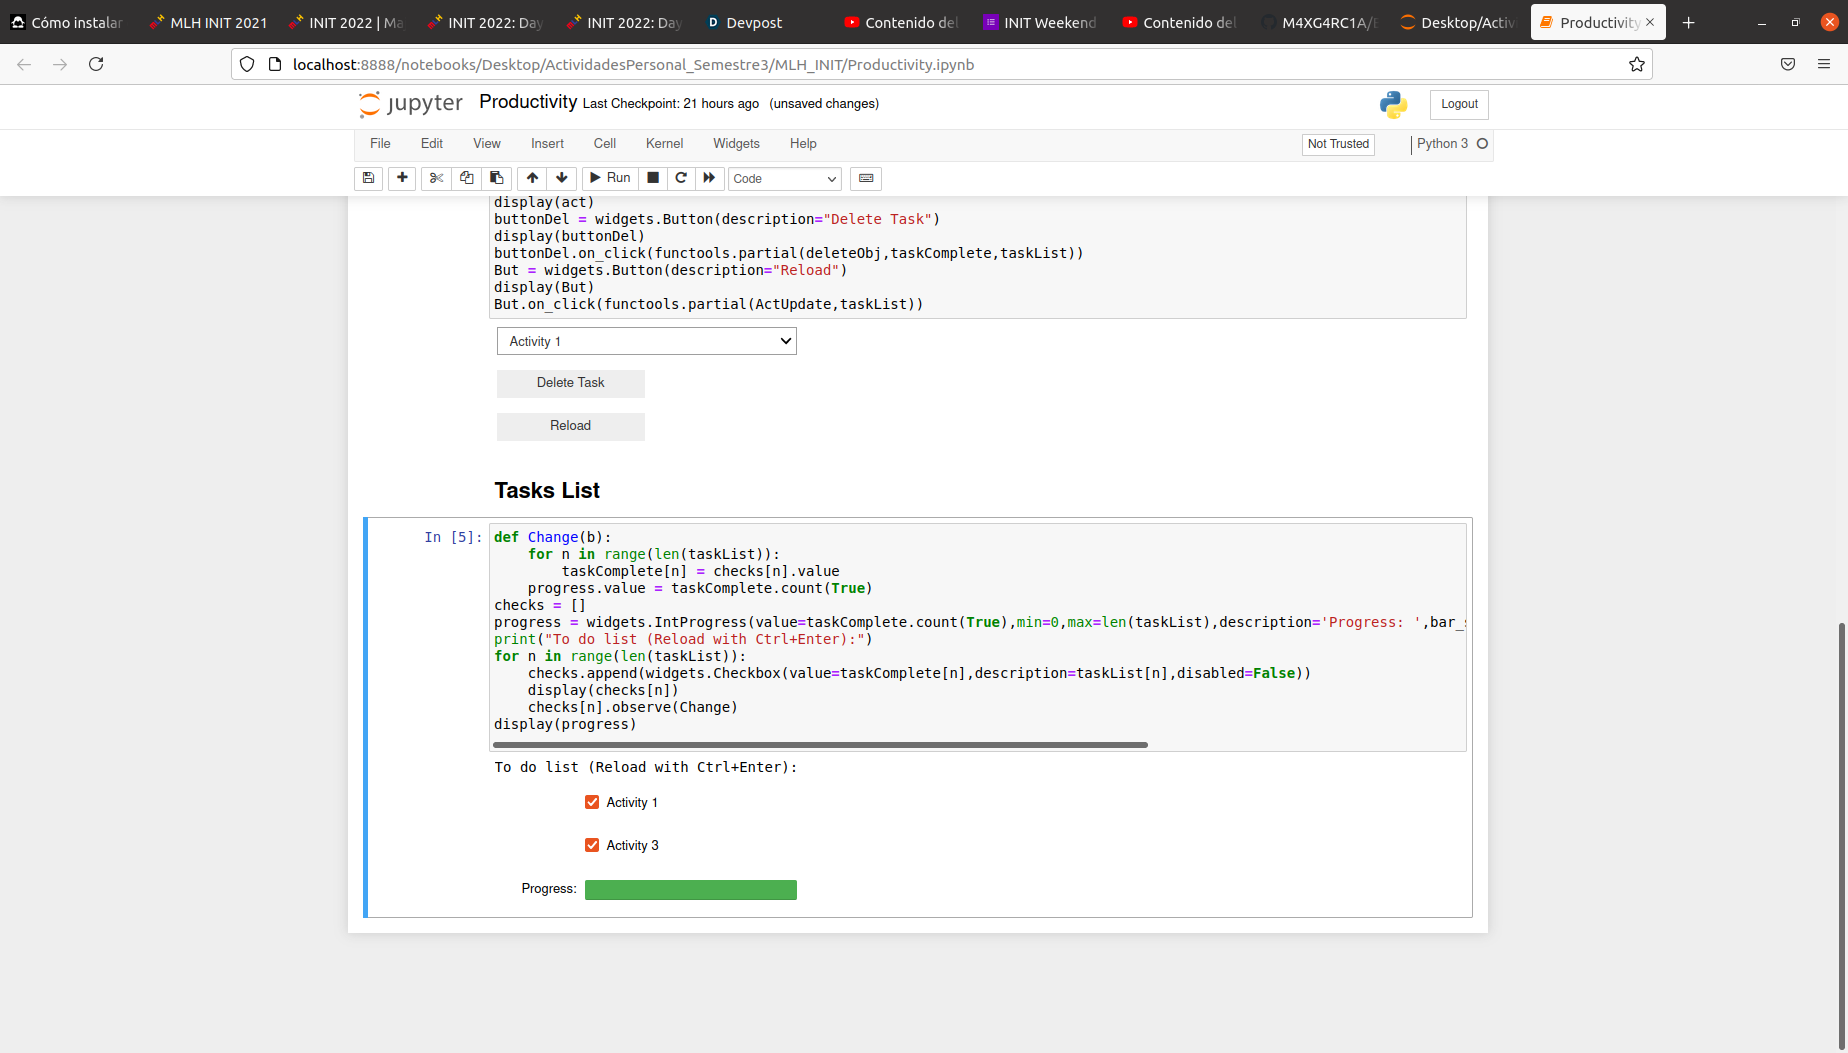 Cómo instalar
MLH INIT 2021
INIT 2022 | Ma
INIT 2022: Day
INIT 2022: Day
Devpost
Contenido del
INIT Weekend
Contenido del
M4XG4RC1A/
Desktop/Activi
Productivity
localhost:8888/notebooks/Desktop/ActividadesPersonal_Semestre3/MLH_INIT/Productivity.ipynb
jupyter Productivity Last Checkpoint: 21 hours ago (unsaved changes)
Logout
File Edit View Insert Cell Kernel Widgets Help
Not Trusted
Python 3
Run
Code
display(act)
buttonDel = widgets.Button(description="Delete Task")
display(buttonDel)
buttonDel.on_click(functools.partial(deleteObj,taskComplete,taskList))
But = widgets.Button(description="Reload")
display(But)
But.on_click(functools.partial(ActUpdate,taskList))
Activity 1
Delete Task
Reload
Tasks List
In [5]:
def Change(b):
    for n in range(len(taskList)):
        taskComplete[n] = checks[n].value
    progress.value = taskComplete.count(True)
checks = []
progress = widgets.IntProgress(value=taskComplete.count(True),min=0,max=len(taskList),description='Progress: ',bar_s
print("To do list (Reload with Ctrl+Enter):")
for n in range(len(taskList)):
    checks.append(widgets.Checkbox(value=taskComplete[n],description=taskList[n],disabled=False))
    display(checks[n])
    checks[n].observe(Change)
display(progress)
To do list (Reload with Ctrl+Enter):
Activity 1
Activity 3
Progress: